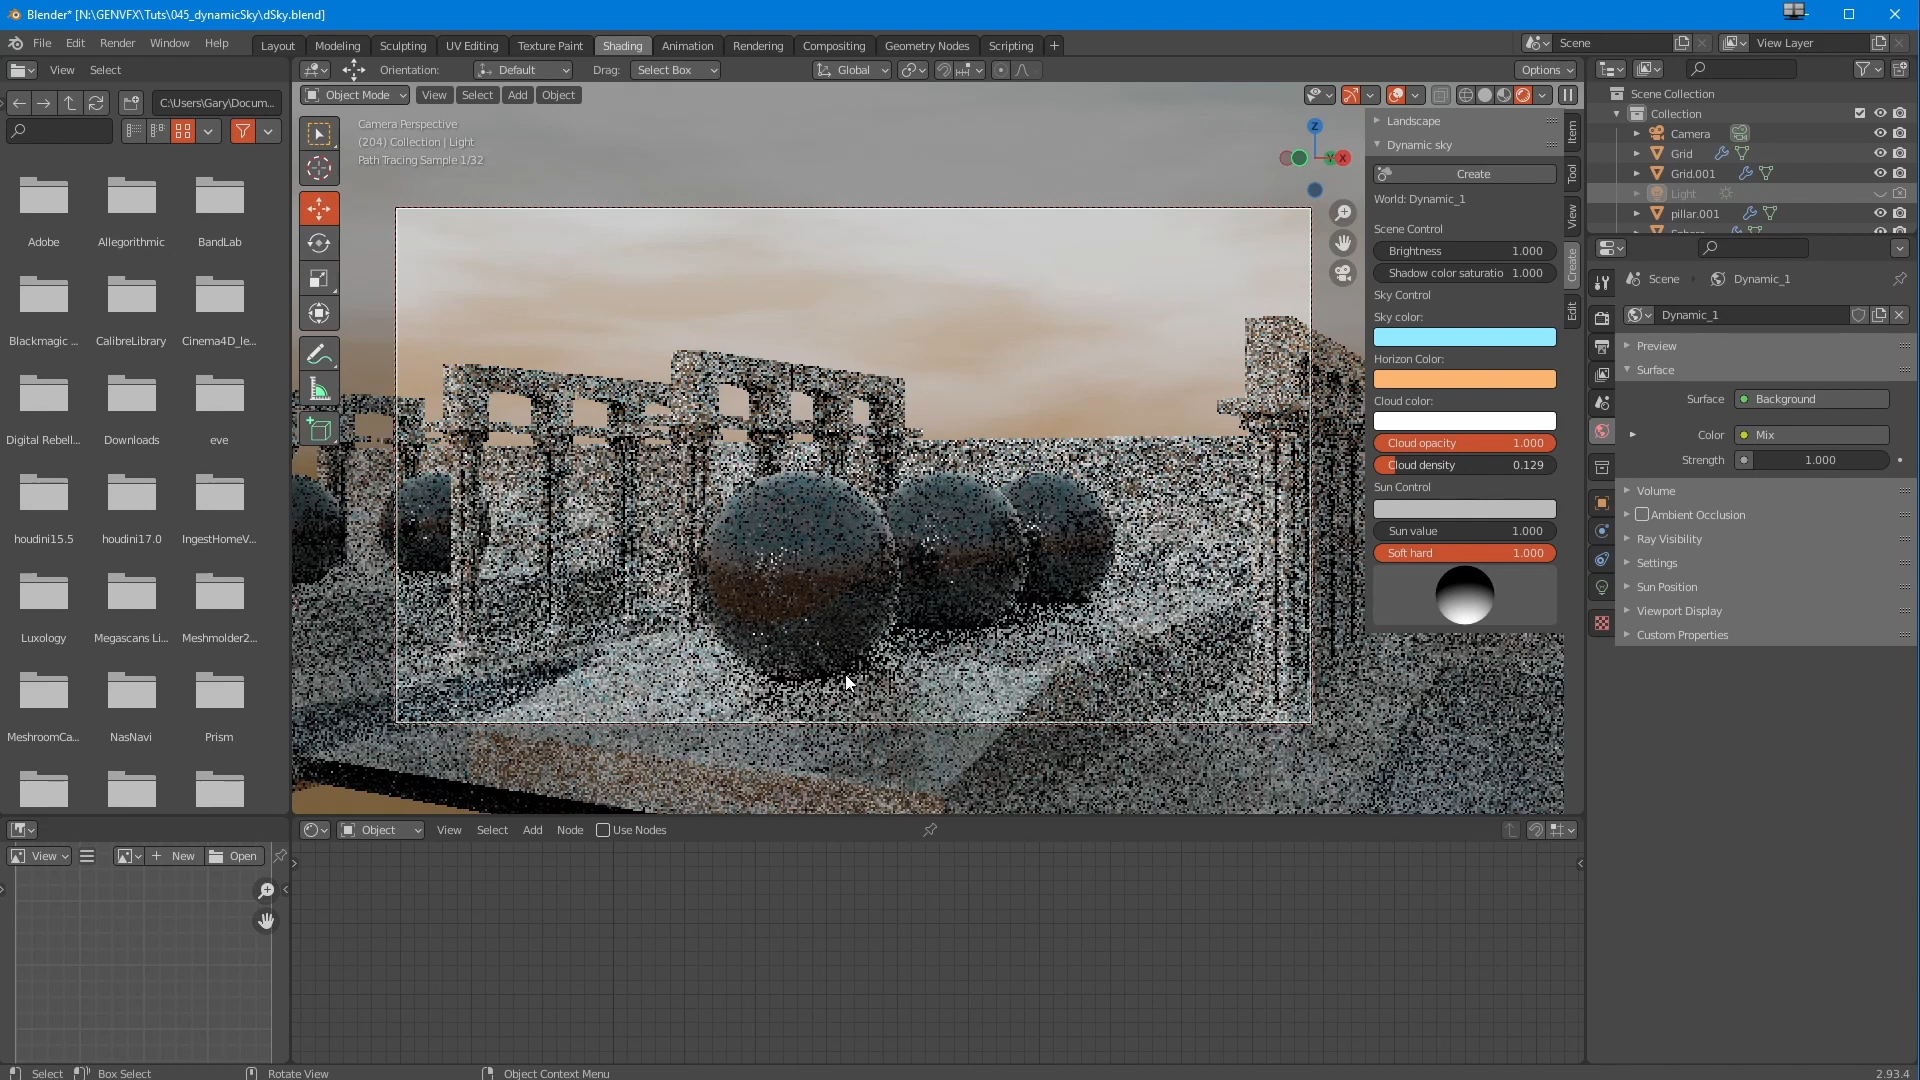 Blender* [N:\GENVFX\Tuts\045_dynamicSky\dSky.blend]
File Edit Render Window Help
Layout Modeling Sculpting UV Editing Texture Paint Shading Animation Rendering Compositing Geometry Nodes Scripting
Scene
View Layer
View Select
Orientation: Default Drag: Select Box Global Options
C:\Users\Gary\Docum...
Object Mode View Select Add Object
Camera Perspective
(204) Collection | Light
Path Tracing Sample 1/32
Z
Y
X
Adobe Allegorithmic BandLab
Blackmagic ... CalibreLibrary Cinema4D_le...
Digital Rebell... Downloads eve
houdini15.5 houdini17.0 IngestHomeV...
Luxology Megascans Li... Meshmolder2...
MeshroomCa... NasNavi Prism
Landscape
Dynamic sky
Create
World: Dynamic_1
Scene Control
Brightness 1.000
Shadow color saturatio 1.000
Sky Control
Sky color:
Horizon Color:
Cloud color:
Cloud opacity 1.000
Cloud density 0.129
Sun Control
Sun value 1.000
Soft hard 1.000
Item
Tool
View
Create
Edit
Scene Collection
Collection
Camera
Grid
Grid.001
Light
pillar.001
Scene Dynamic_1
Dynamic_1
Preview
Surface
Surface Background
Color Mix
Strength 1.000
Volume
Ambient Occlusion
Ray Visibility
Settings
Sun Position
Viewport Display
Custom Properties
View New Open
Object View Select Add Node Use Nodes
Select Box Select Rotate View Object Context Menu
2.93.4